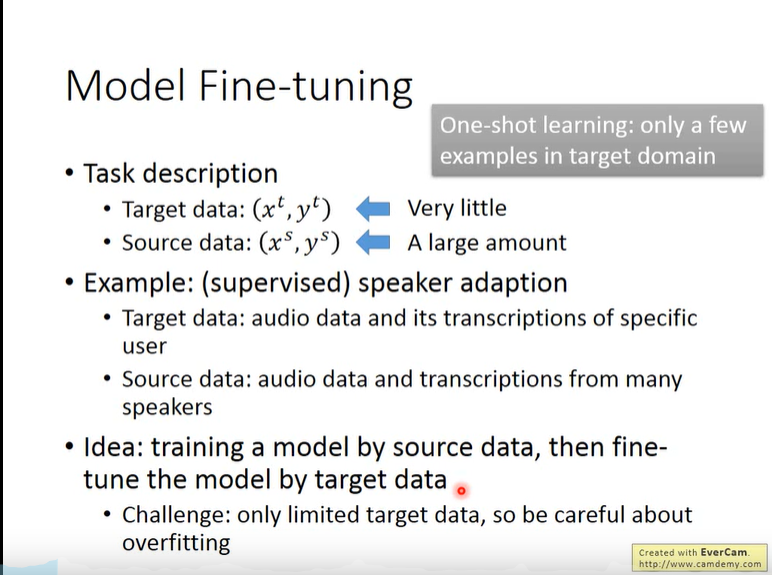 Model Fine-tuning
One-shot learning: only a few
examples in target domain
• Task description
• Target data: (xᵗ, yᵗ) Very little
• Source data: (xˢ, yˢ) A large amount
• Example: (supervised) speaker adaption
• Target data: audio data and its transcriptions of specific
user
• Source data: audio data and transcriptions from many
speakers
• Idea: training a model by source data, then fine-
tune the model by target data
• Challenge: only limited target data, so be careful about
overfitting
Created with EverCam.
http://www.camdemy.com